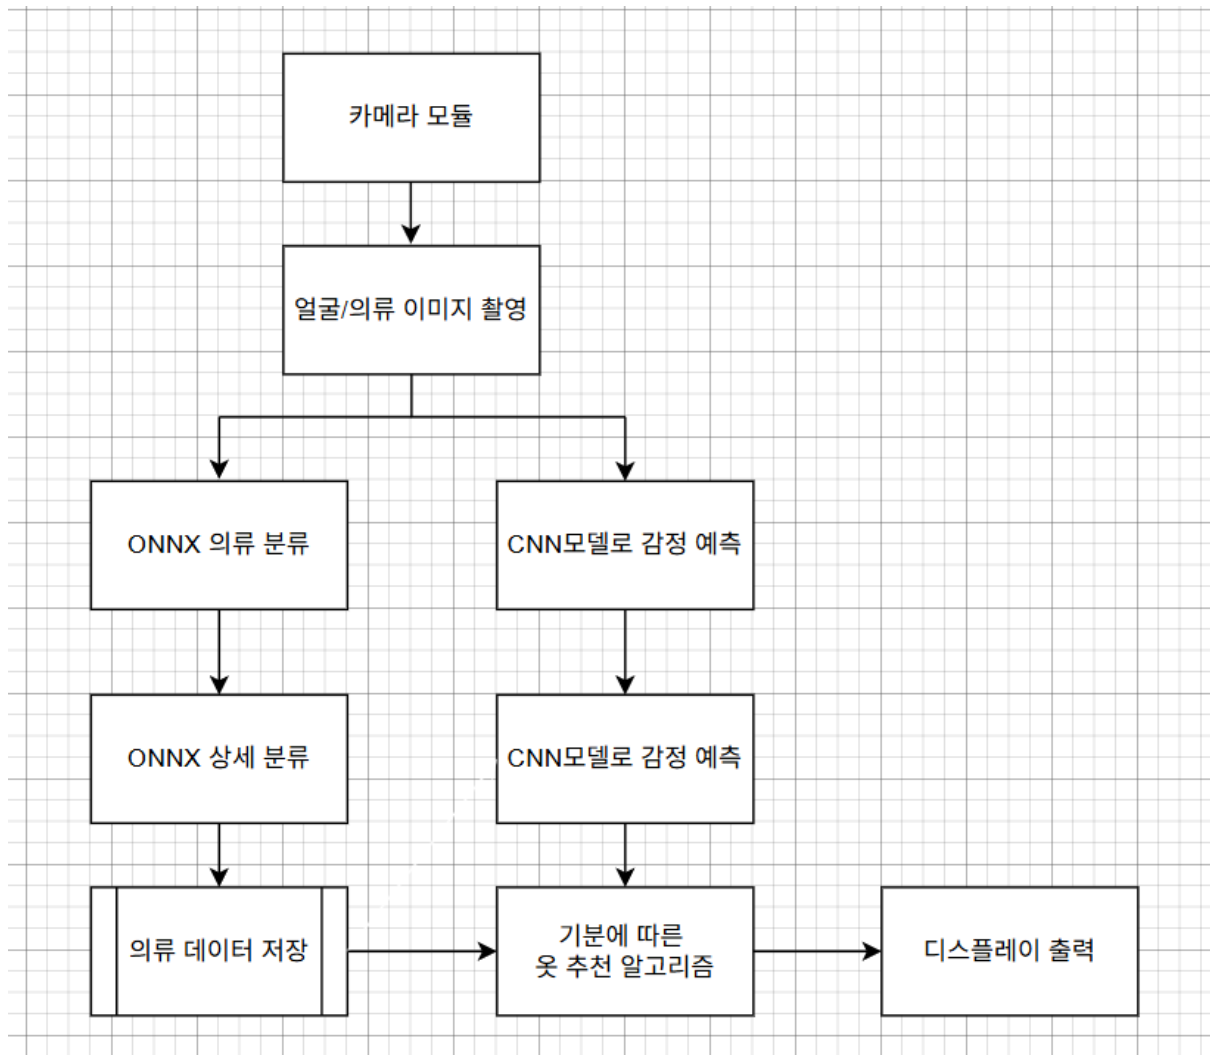 카메라 모듈
얼굴/의류 이미지 촬영
ONNX 의류 분류
CNN모델로 감정 예측
ONNX 상세 분류
CNN모델로 감정 예측
의류 데이터 저장
기분에 따른
옷 추천 알고리즘
디스플레이 출력